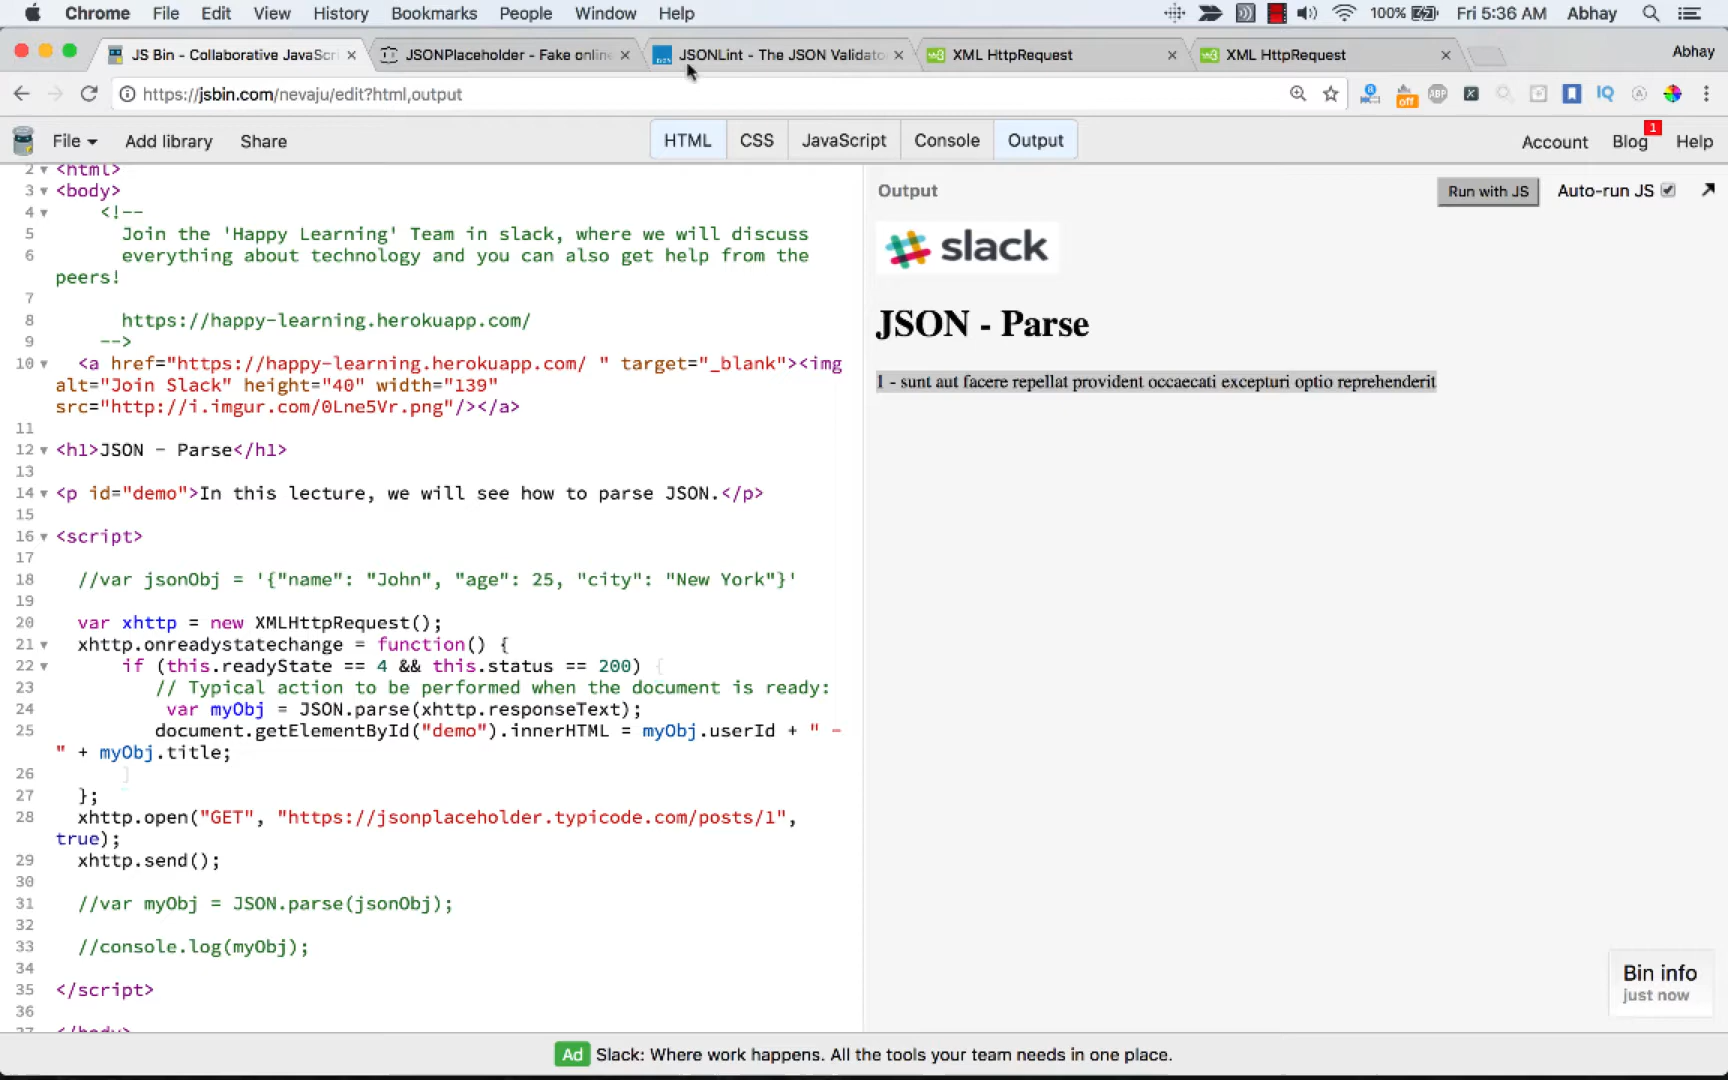 Chrome File Edit View History Bookmarks People Window Help 100% Fri 5:36 AM Abhay
JS Bin - Collaborative JavaScri JSONPlaceholder - Fake online JSONLint - The JSON Validato XML HttpRequest XML HttpRequest Abhay
https://jsbin.com/nevaju/edit?html,output off ABP IQ
File Add library Share HTML CSS JavaScript Console Output Account Blog 1 Help
2 <html>
3 <body>
4 <!--
5 Join the 'Happy Learning' Team in slack, where we will discuss
6 everything about technology and you can also get help from the
peers!
7
8 https://happy-learning.herokuapp.com/
9 -->
10 <a href="https://happy-learning.herokuapp.com/ " target="_blank"><img
alt="Join Slack" height="40" width="139"
src="http://i.imgur.com/0Lne5Vr.png"/></a>
11
12 <h1>JSON - Parse</h1>
13
14 <p id="demo">In this lecture, we will see how to parse JSON.</p>
15
16 <script>
17
18 //var jsonObj = '{"name": "John", "age": 25, "city": "New York"}'
19
20 var xhttp = new XMLHttpRequest();
21 xhttp.onreadystatechange = function() {
22 if (this.readyState == 4 && this.status == 200) {
23 // Typical action to be performed when the document is ready:
24 var myObj = JSON.parse(xhttp.responseText);
25 document.getElementById("demo").innerHTML = myObj.userId + " -
" + myObj.title;
26 }
27 };
28 xhttp.open("GET", "https://jsonplaceholder.typicode.com/posts/1",
true);
29 xhttp.send();
30
31 //var myObj = JSON.parse(jsonObj);
32
33 //console.log(myObj);
34
35 </script>
36
37 </body>
Output Run with JS Auto-run JS
slack
JSON - Parse
1 - sunt aut facere repellat provident occaecati excepturi optio reprehenderit
Bin info
just now
Ad Slack: Where work happens. All the tools your team needs in one place.